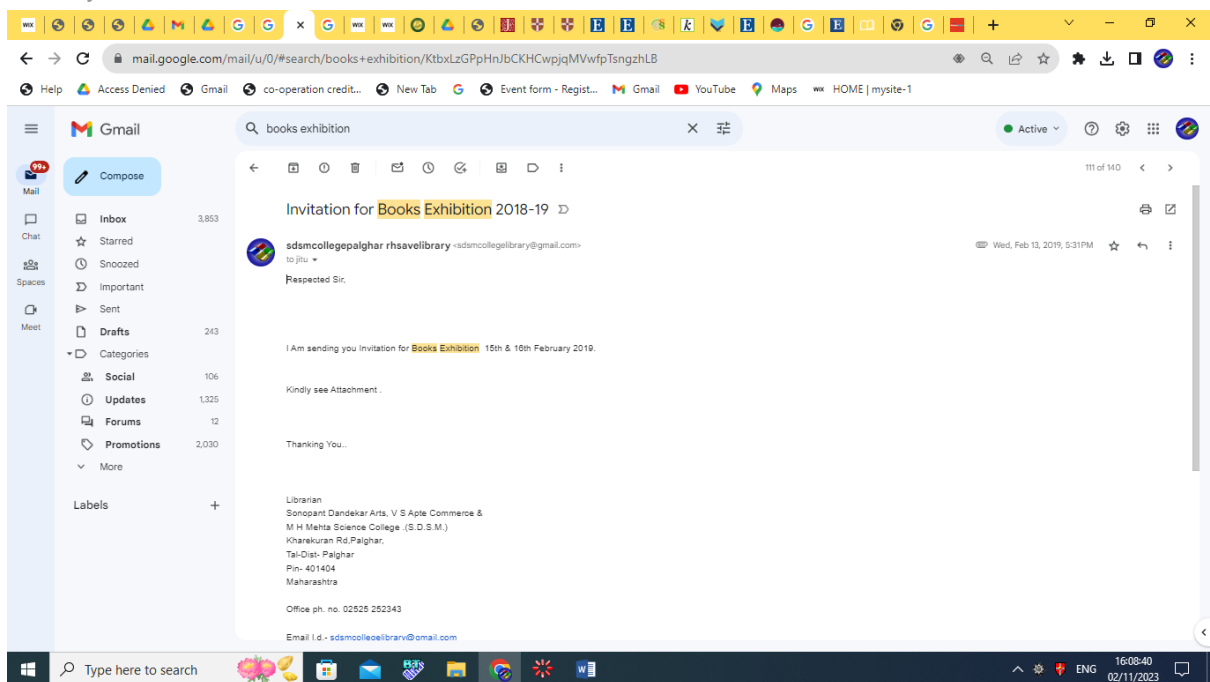 mail.google.com/mail/u/0/#search/books+exhibition/KtbxLzGPpHnJbCKHCwpjqMVwfpTsngzhLB
Help Access Denied Gmail co-operation credit... New Tab Event form - Regist... Gmail YouTube Maps HOME | mysite-1
Gmail
books exhibition
Active
99+
Mail
Compose
111 of 140
Chat
Spaces
Meet
Inbox 3,853
Starred
Snoozed
Important
Sent
Drafts 243
Categories
Social 106
Updates 1,325
Forums 12
Promotions 2,030
More
Labels
Invitation for Books Exhibition 2018-19
sdsmcollegepalghar rhsavelibrary <sdsmcollegelibrary@gmail.com>
Wed, Feb 13, 2019, 5:31 PM
to jitu
Respected Sir,
I Am sending you Invitation for Books Exhibition 15th & 16th February 2019.
Kindly see Attachment .
Thanking You..
Librarian
Sonopant Dandekar Arts, V S Apte Commerce &
M H Mehta Science College .(S.D.S.M.)
Kharekuran Rd,Palghar,
Tal-Dist- Palghar
Pin- 401404
Maharashtra
Office ph. no. 02525 252343
Email I.d.- sdsmcollegelibrary@gmail.com
Type here to search
ENG
16:08:40
02/11/2023